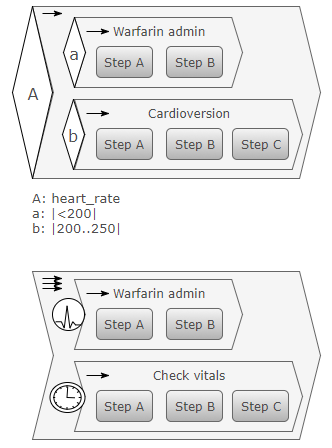 Warfarin admin
a
Step A Step B
A
Cardioversion
b
Step A Step B Step C
A: heart_rate
a: |<200|
b: |200..250|
Warfarin admin
Step A Step B
Check vitals
Step A Step B Step C